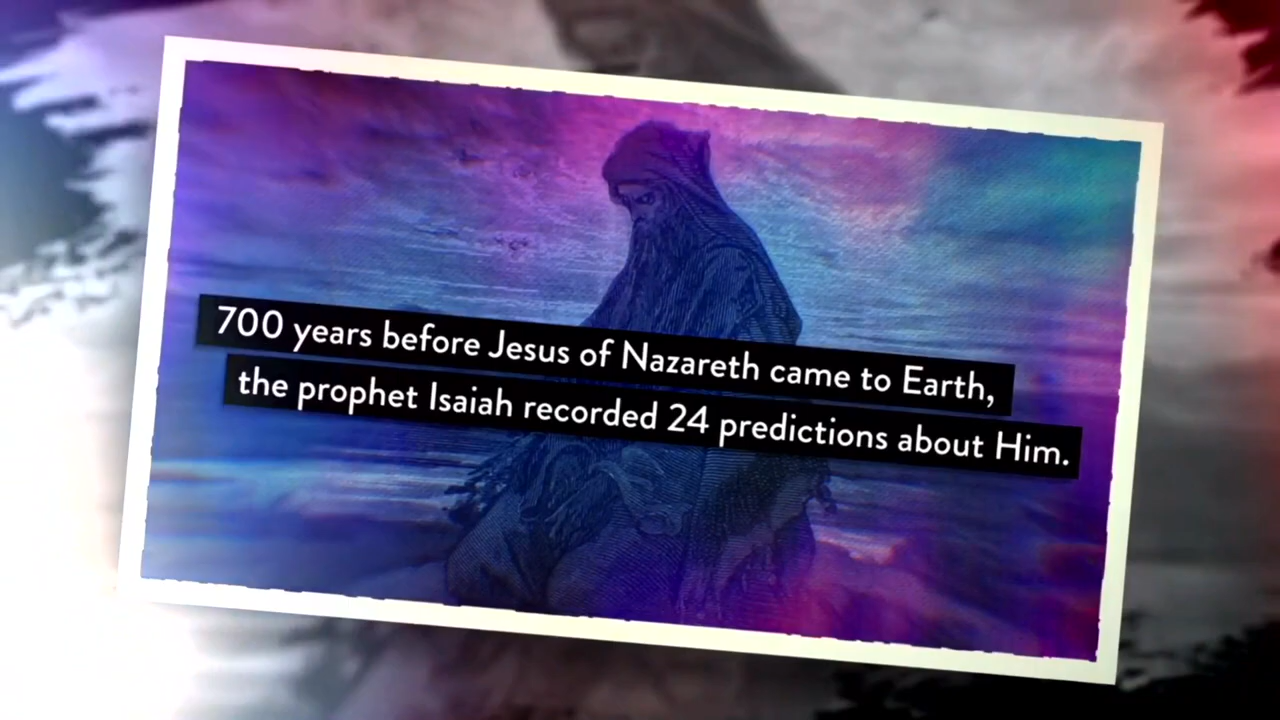 700 years before Jesus of Nazareth came to Earth,
the prophet Isaiah recorded 24 predictions about Him.